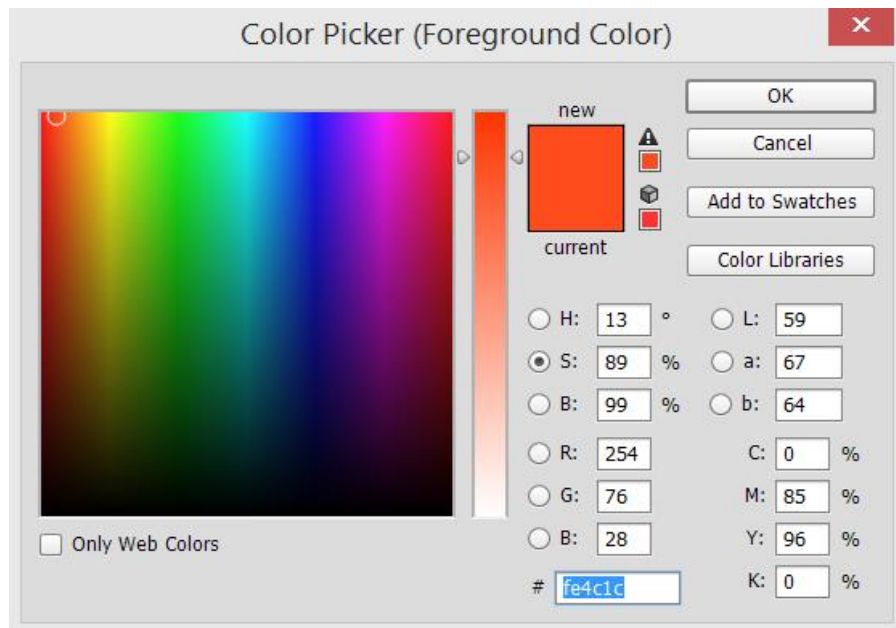 Color Picker (Foreground Color)
new
current
OK
Cancel
Add to Swatches
Color Libraries
H: 13 °
S: 89 %
B: 99 %
R: 254
G: 76
B: 28
# fe4c1c
L: 59
a: 67
b: 64
C: 0 %
M: 85 %
Y: 96 %
K: 0 %
Only Web Colors